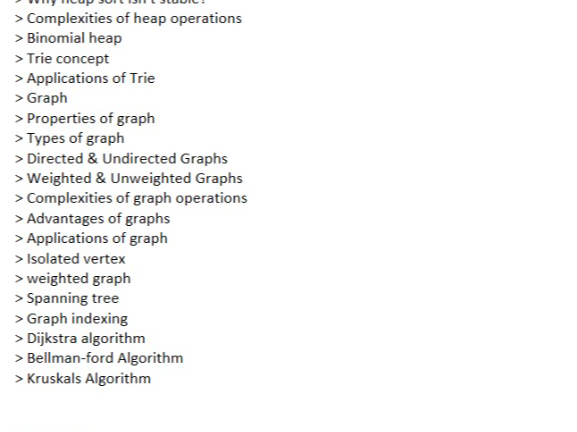 > Why heap sort isn't stable?
> Complexities of heap operations
> Binomial heap
> Trie concept
> Applications of Trie
> Graph
> Properties of graph
> Types of graph
> Directed & Undirected Graphs
> Weighted & Unweighted Graphs
> Complexities of graph operations
> Advantages of graphs
> Applications of graph
> Isolated vertex
> weighted graph
> Spanning tree
> Graph indexing
> Dijkstra algorithm
> Bellman-ford Algorithm
> Kruskals Algorithm